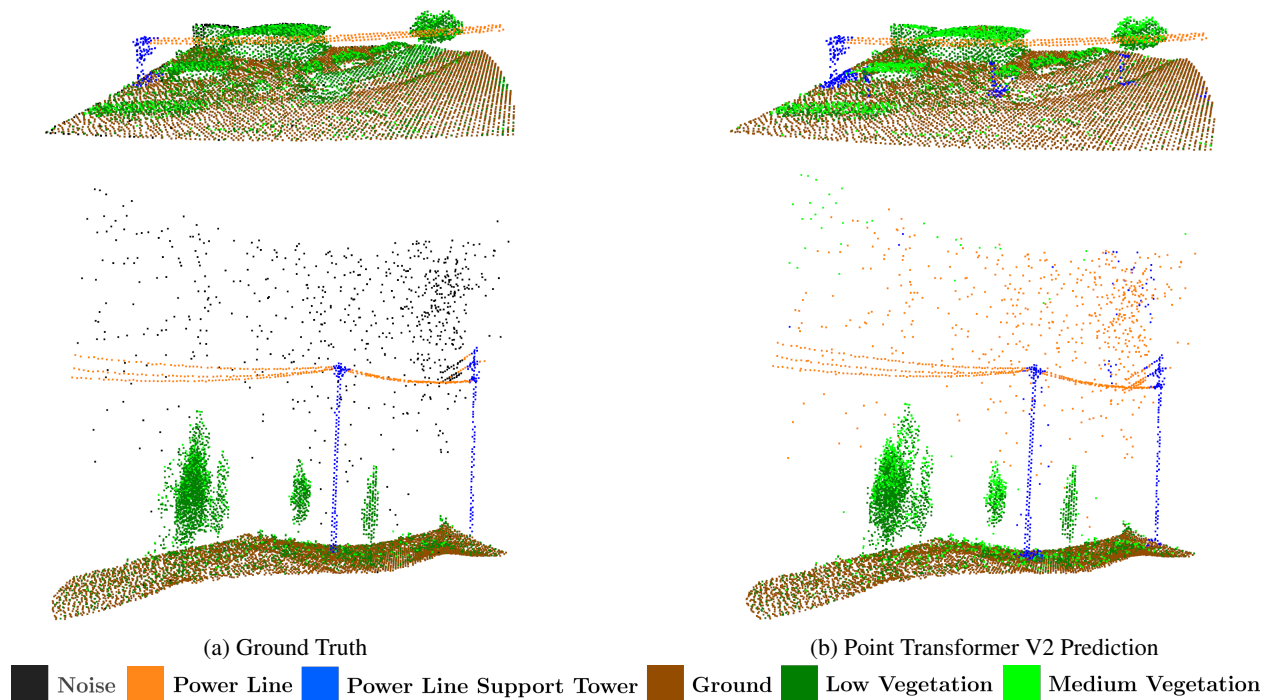 (a) Ground Truth
(b) Point Transformer V2 Prediction
Noise
Power Line
Power Line Support Tower
Ground
Low Vegetation
Medium Vegetation